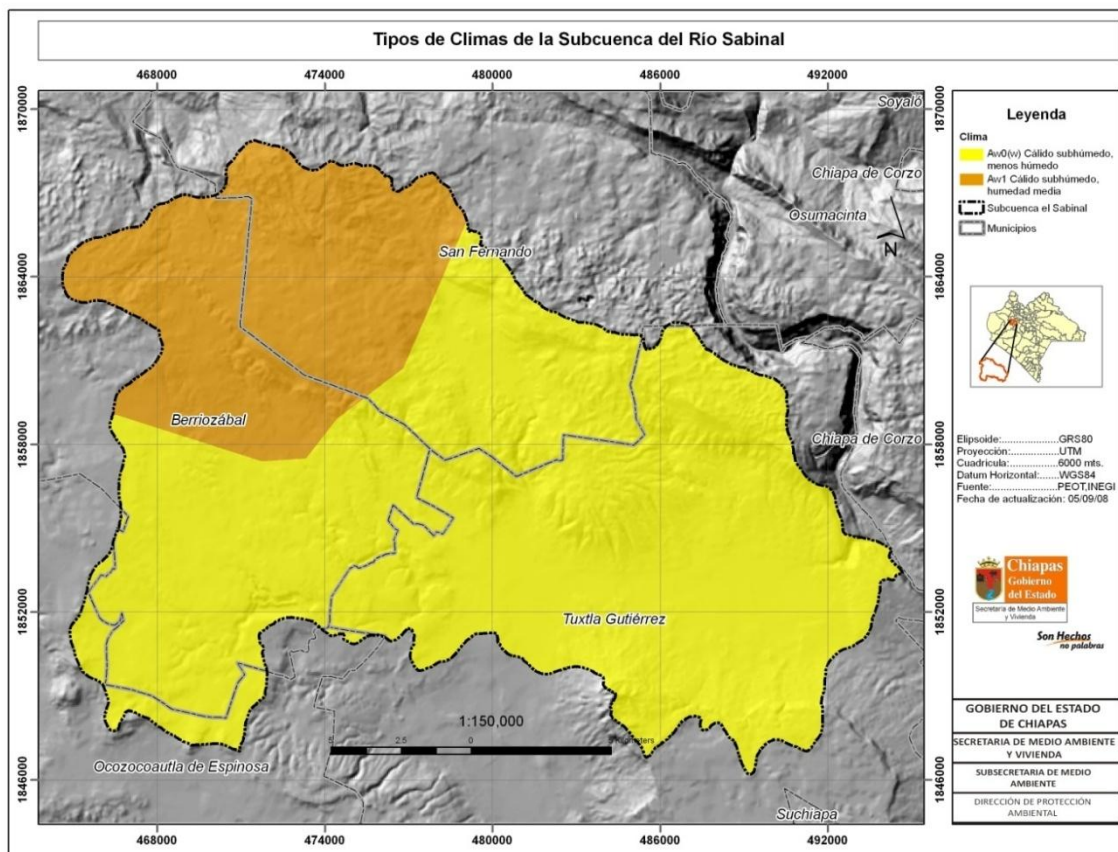 Tipos de Climas de la Subcuenca del Río Sabinal
468000 474000 480000 486000 492000
1870000
1864000
1858000
1852000
1846000
Soyaló
Chiapa de Corzo
Osumacinta
N
San Fernando
Berriozábal
Chiapa de Corzo
Tuxtla Gutiérrez
1:150,000
5 2.5 0
Ocozocoautla de Espinosa
Suchiapa
1870000
1864000
1858000
1852000
1846000
468000 474000 480000 486000 492000
Leyenda
Clima
Aw0(w) Cálido subhúmedo,
menos húmedo
Aw1 Cálido subhúmedo,
humedad media
Subcuenca el Sabinal
Municipios
Elipsoide:....................GRS80
Proyección:...................UTM
Cuadricula:..................6000 mts.
Datum Horizontal:.......WGS84
Fuente:.................PEOT,INEGI
Fecha de actualización: 05/09/08
Chiapas
Gobierno
del Estado
Secretaria de Medio Ambiente
y Vivienda
Son Hechos
no palabras
GOBIERNO DEL ESTADO
DE CHIAPAS
SECRETARIA DE MEDIO AMBIENTE
Y VIVIENDA
SUBSECRETARIA DE MEDIO
AMBIENTE
DIRECCIÓN DE PROTECCIÓN
AMBIENTAL